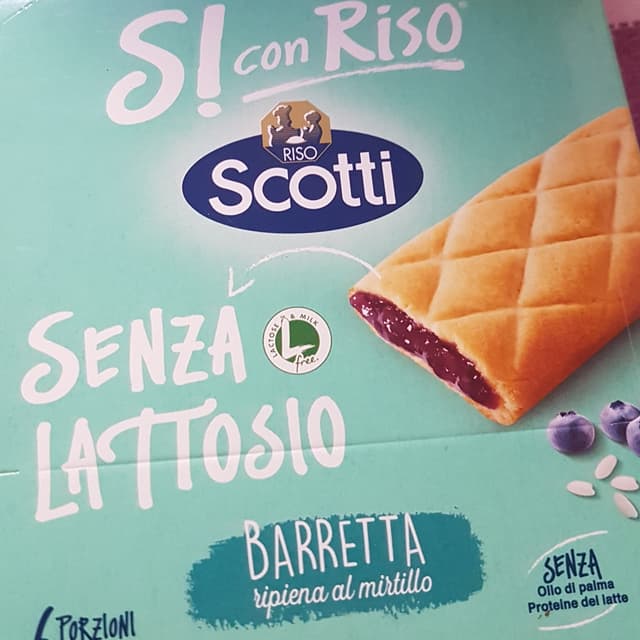 S! con Riso
RISO
Scotti
SENZA
LACTOSE & MILK
free.
LATTOSIO
BARRETTA
ripiena al mirtillo
SENZA
Olio di palma
Proteine del latte
6 PORZIONI